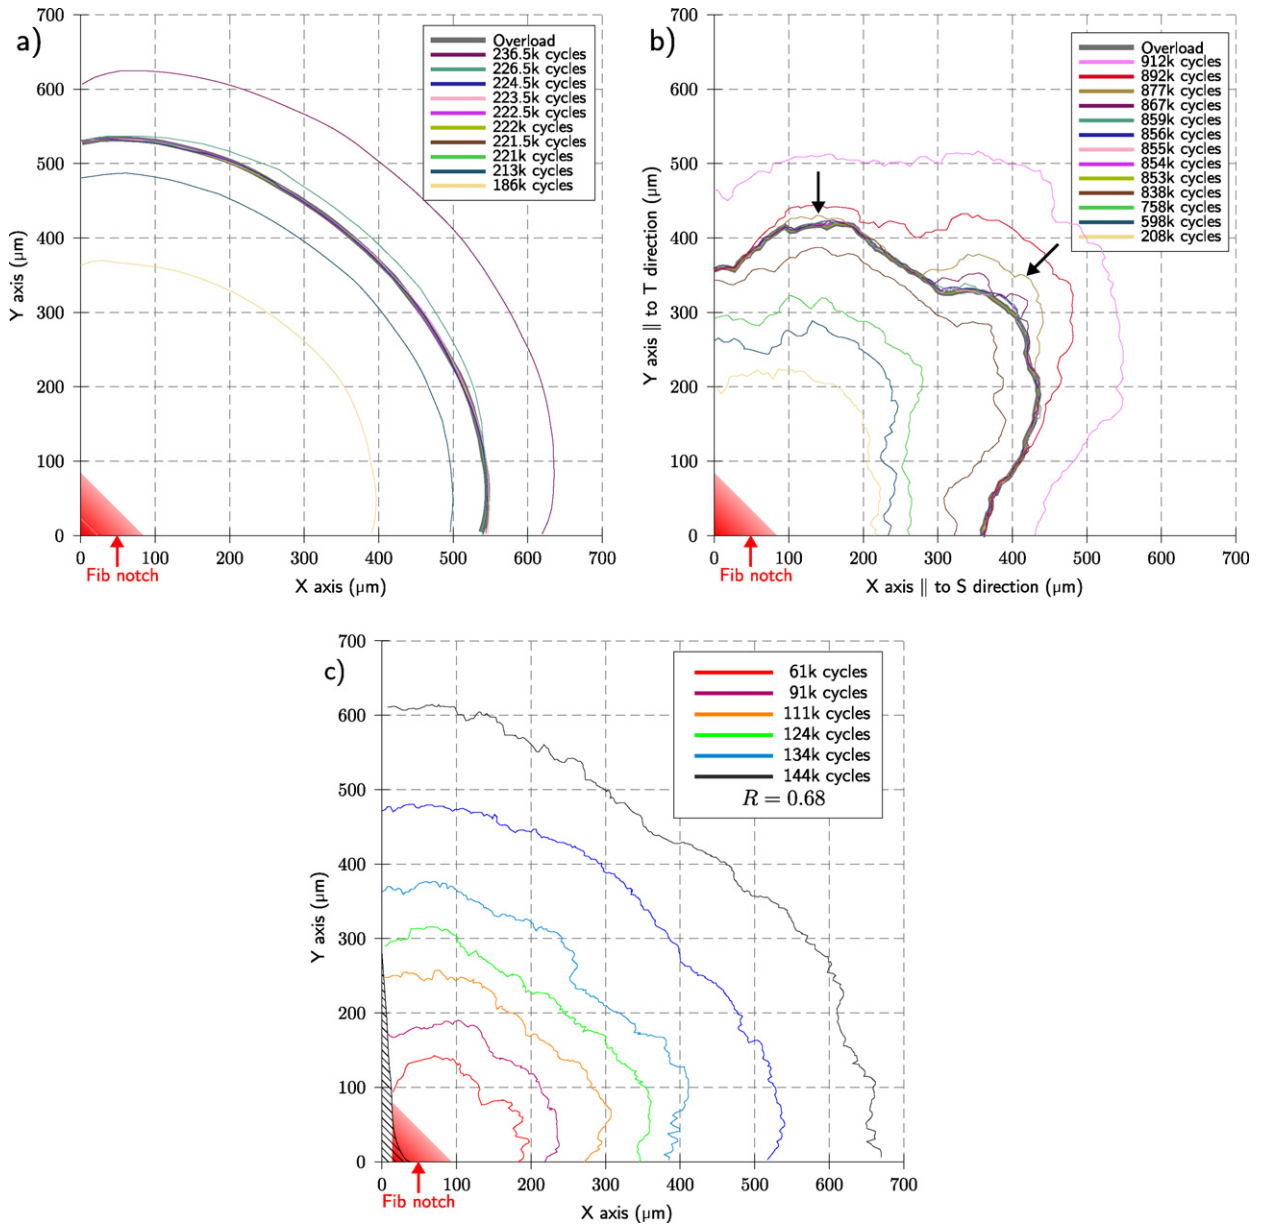 a)
700
600
500
400
300
200
100
0
Y axis (µm)
Overload
236.5k cycles
226.5k cycles
224.5k cycles
223.5k cycles
222.5k cycles
222k cycles
221.5k cycles
221k cycles
213k cycles
186k cycles
0 100 200 300 400 500 600 700
Fib notch
X axis (µm)
b)
700
600
500
400
300
200
100
0
Y axis || to T direction (µm)
Overload
912k cycles
892k cycles
877k cycles
867k cycles
859k cycles
856k cycles
855k cycles
854k cycles
853k cycles
838k cycles
758k cycles
598k cycles
208k cycles
0 100 200 300 400 500 600 700
Fib notch
X axis || to S direction (µm)
c)
700
600
500
400
300
200
100
0
Y axis (µm)
61k cycles
91k cycles
111k cycles
124k cycles
134k cycles
144k cycles
R = 0.68
0 100 200 300 400 500 600 700
Fib notch
X axis (µm)